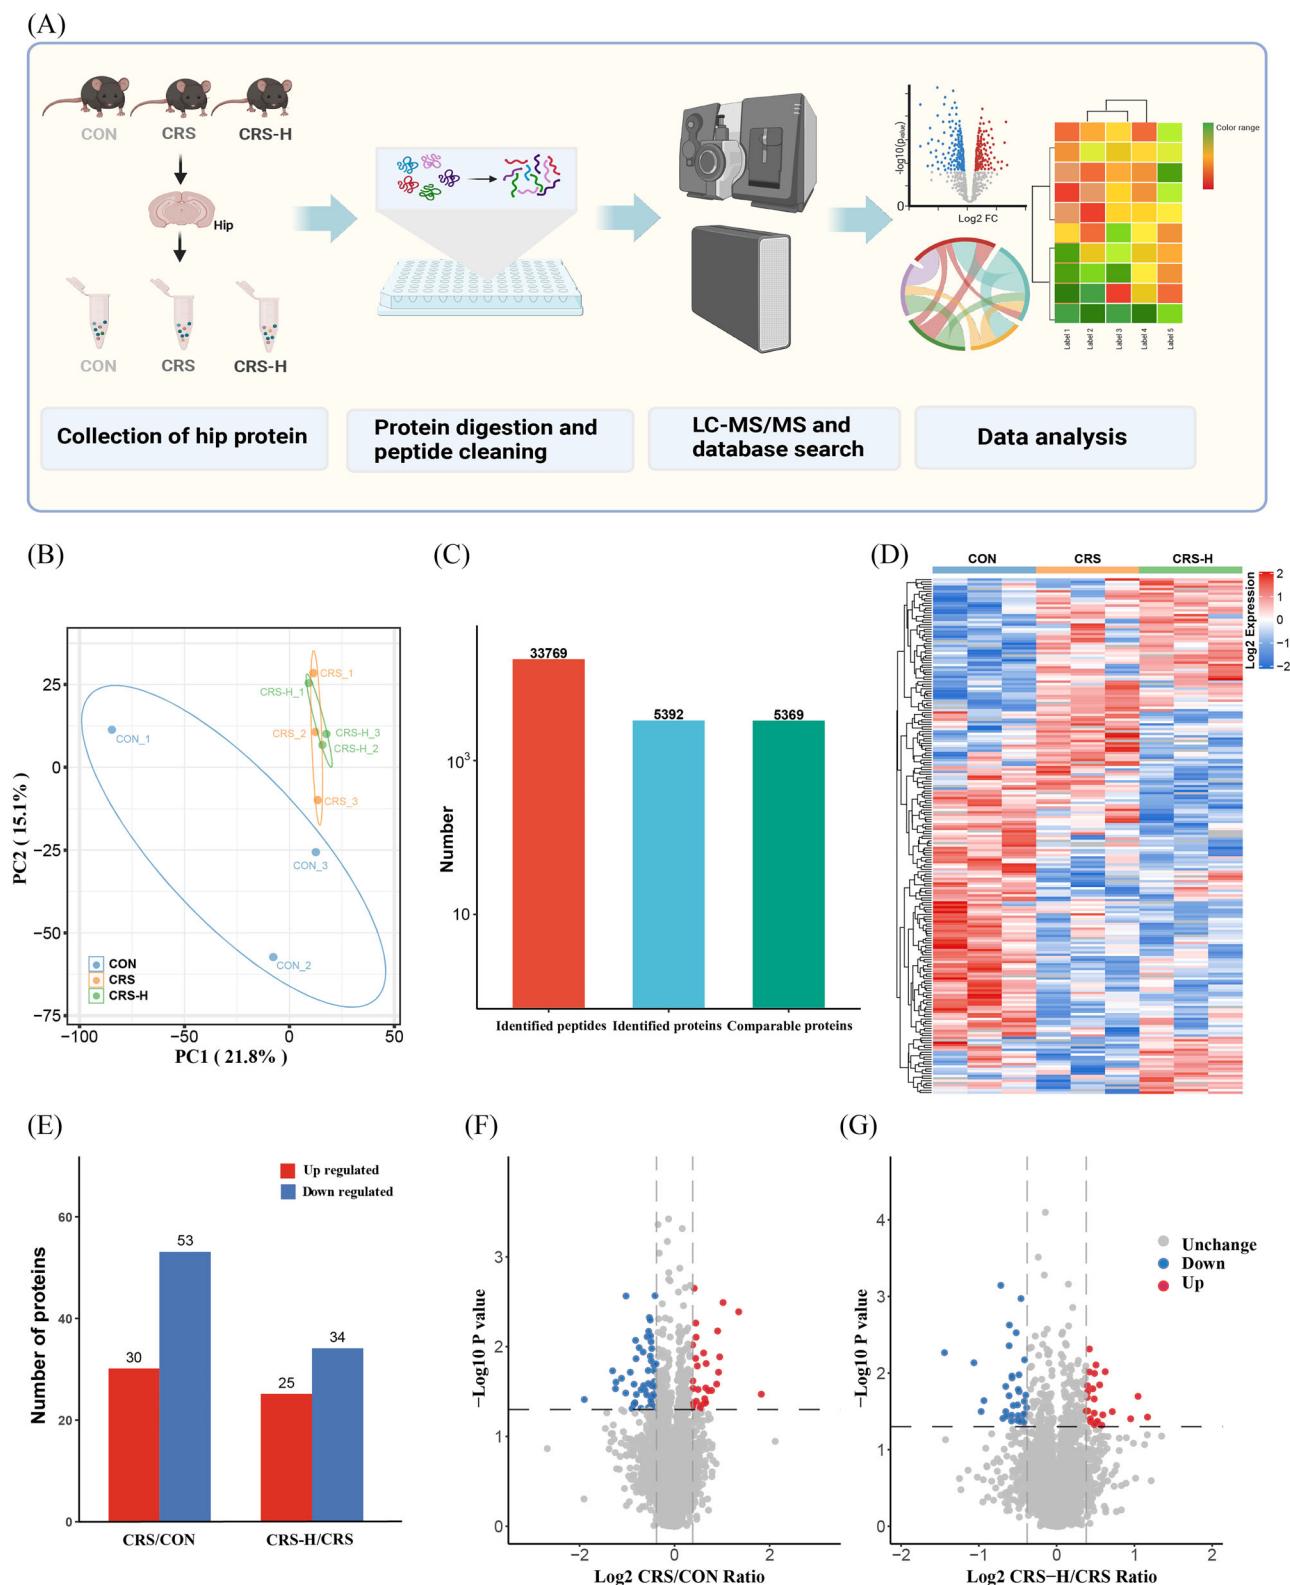 (A)
CON
CRS
CRS-H
Hip
CON
CRS
CRS-H
-log10(pvalue)
0
Log2 FC
Color range
Label 1
Label 2
Label 3
Label 4
Label 5
Collection of hip protein
Protein digestion and
peptide cleaning
LC-MS/MS and
database search
Data analysis
(B)
PC2 ( 15.1% )
25
0
−25
−50
−75
CRS_1
CRS-H_1
CON_1
CRS_2
CRS-H_3
CRS-H_2
CRS_3
CON_3
CON_2
CON
CRS
CRS-H
−100
−50
0
50
PC1 ( 21.8% )
(C)
Number
10³
10
33769
5392
5369
Identified peptides
Identified proteins
Comparable proteins
(D)
CON
CRS
CRS-H
Log2 Expression
2
1
0
−1
−2
(E)
Number of proteins
60
40
20
0
Up regulated
Down regulated
30
53
25
34
CRS/CON
CRS-H/CRS
(F)
−Log10 P value
3
2
1
0
−2
0
2
Log2 CRS/CON Ratio
(G)
−Log10 P value
4
3
2
1
0
Unchange
Down
Up
−2
−1
0
1
2
Log2 CRS−H/CRS Ratio